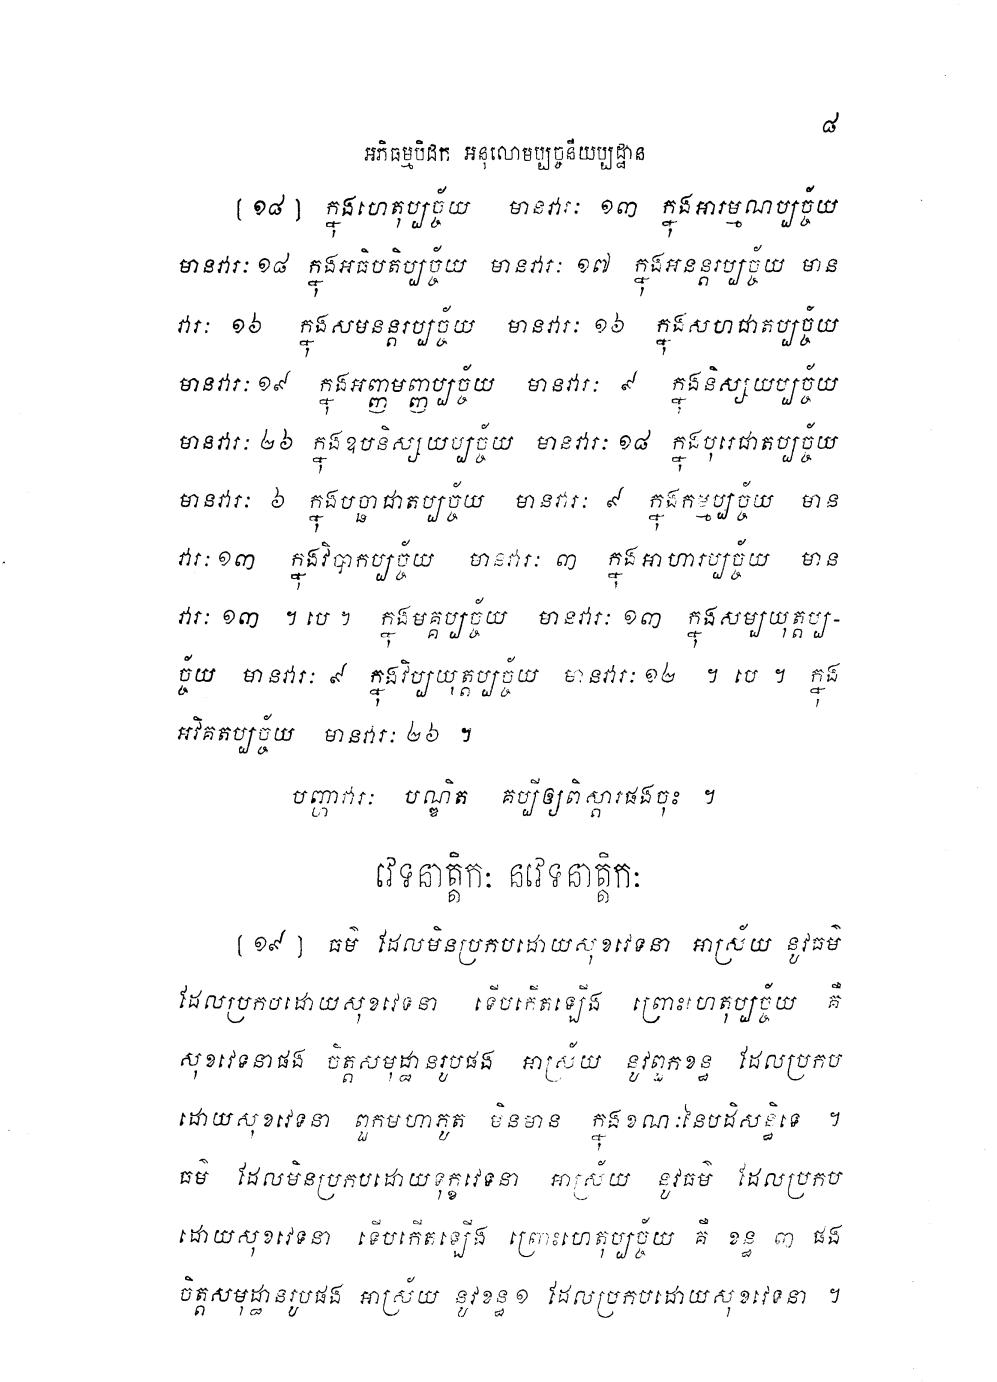 ៨
អភិធម្មបិដក អនុលោមប្បច្ចនីយប្បដ្ឋាន
(១៨) ក្នុងហេតុប្បច្ច័យ មានវារៈ ១៣ ក្នុងអារម្មណប្បច្ច័យ
មានវារៈ ១៨ ក្នុងអធិបតិប្បច្ច័យ មានវារៈ ១៧ ក្នុងអនន្តរប្បច្ច័យ មាន
វារៈ ១៦ ក្នុងសមនន្តរប្បច្ច័យ មានវារៈ ១៦ ក្នុងសហជាតប្បច្ច័យ
មានវារៈ ១៩ ក្នុងអញ្ញមញ្ញប្បច្ច័យ មានវារៈ ៩ ក្នុងនិស្សយប្បច្ច័យ
មានវារៈ ២៦ ក្នុងឧបនិស្សយប្បច្ច័យ មានវារៈ ១៨ ក្នុងបុរេជាតប្បច្ច័យ
មានវារៈ ៦ ក្នុងបច្ឆាជាតប្បច្ច័យ មានវារៈ ៩ ក្នុងកម្មប្បច្ច័យ មាន
វារៈ ១៣ ក្នុងវិបាកប្បច្ច័យ មានវារៈ ៣ ក្នុងអាហារប្បច្ច័យ មាន
វារៈ ១៣ ។ បេ ។ ក្នុងមគ្គប្បច្ច័យ មានវារៈ ១៣ ក្នុងសម្បយុត្តប្ប-
ច្ច័យ មានវារៈ ៩ ក្នុងវិប្បយុត្តប្បច្ច័យ មានវារៈ ១២ ។ បេ ។ ក្នុង
អវិគតប្បច្ច័យ មានវារៈ ២៦ ។
បញ្ហាវារៈ បណ្ឌិត គប្បីឲ្យពិស្តារផងចុះ ។
វេទនាត្តិកៈ នវេទនាត្តិកៈ
(១៩) ធម៌ ដែលមិនប្រកបដោយសុខវេទនា អាស្រ័យ នូវធម៌
ដែលប្រកបដោយសុខវេទនា ទើបកើតឡើង ព្រោះហេតុប្បច្ច័យ គឺ
សុខវេទនាផង ចិត្តសមុដ្ឋានរូបផង អាស្រ័យ នូវពួកខន្ធ ដែលប្រកប
ដោយសុខវេទនា ពួកមហាភូត មិនមាន ក្នុងខណៈនៃបដិសន្ធិទេ ។
ធម៌ ដែលមិនប្រកបដោយទុក្ខវេទនា អាស្រ័យ នូវធម៌ ដែលប្រកប
ដោយសុខវេទនា ទើបកើតឡើង ព្រោះហេតុប្បច្ច័យ គឺ ខន្ធ ៣ ផង
ចិត្តសមុដ្ឋានរូបផង អាស្រ័យ នូវខន្ធ ១ ដែលប្រកបដោយសុខវេទនា ។